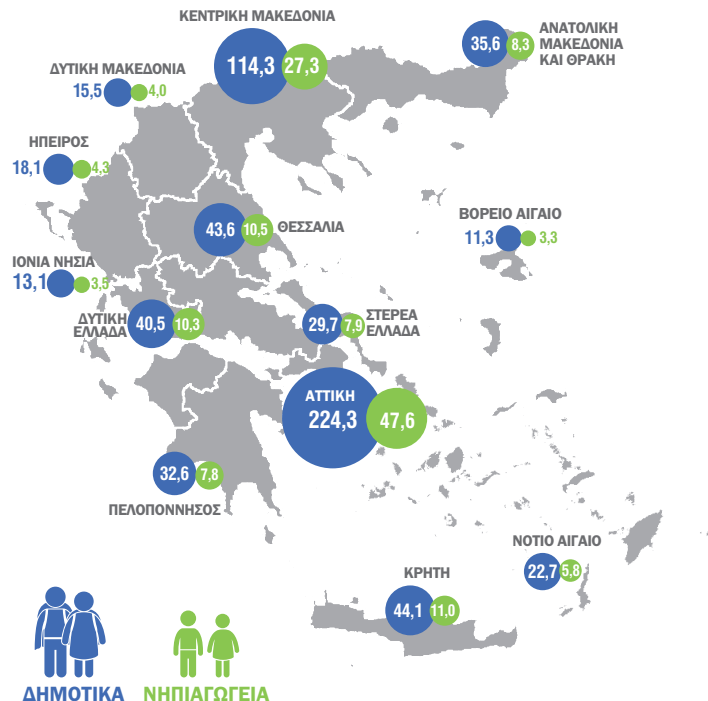 ΚΕΝΤΡΙΚΗ ΜΑΚΕΔΟΝΙΑ
114,3 27,3
ΑΝΑΤΟΛΙΚΗ
ΜΑΚΕΔΟΝΙΑ
ΚΑΙ ΘΡΑΚΗ
35,6 8,3
ΔΥΤΙΚΗ ΜΑΚΕΔΟΝΙΑ
15,5 4,0
ΗΠΕΙΡΟΣ
18,1 4,3
ΘΕΣΣΑΛΙΑ
43,6 10,5
ΒΟΡΕΙΟ ΑΙΓΑΙΟ
11,3 3,3
ΙΟΝΙΑ ΝΗΣΙΑ
13,1 3,5
ΔΥΤΙΚΗ
ΕΛΛΑΔΑ
40,5 10,3
ΣΤΕΡΕΑ
ΕΛΛΑΔΑ
29,7 7,9
ΑΤΤΙΚΗ
224,3 47,6
32,6 7,8
ΠΕΛΟΠΟΝΝΗΣΟΣ
ΝΟΤΙΟ ΑΙΓΑΙΟ
22,7 5,8
ΚΡΗΤΗ
44,1 11,0
ΔΗΜΟΤΙΚΑ ΝΗΠΙΑΓΩΓΕΙΑ